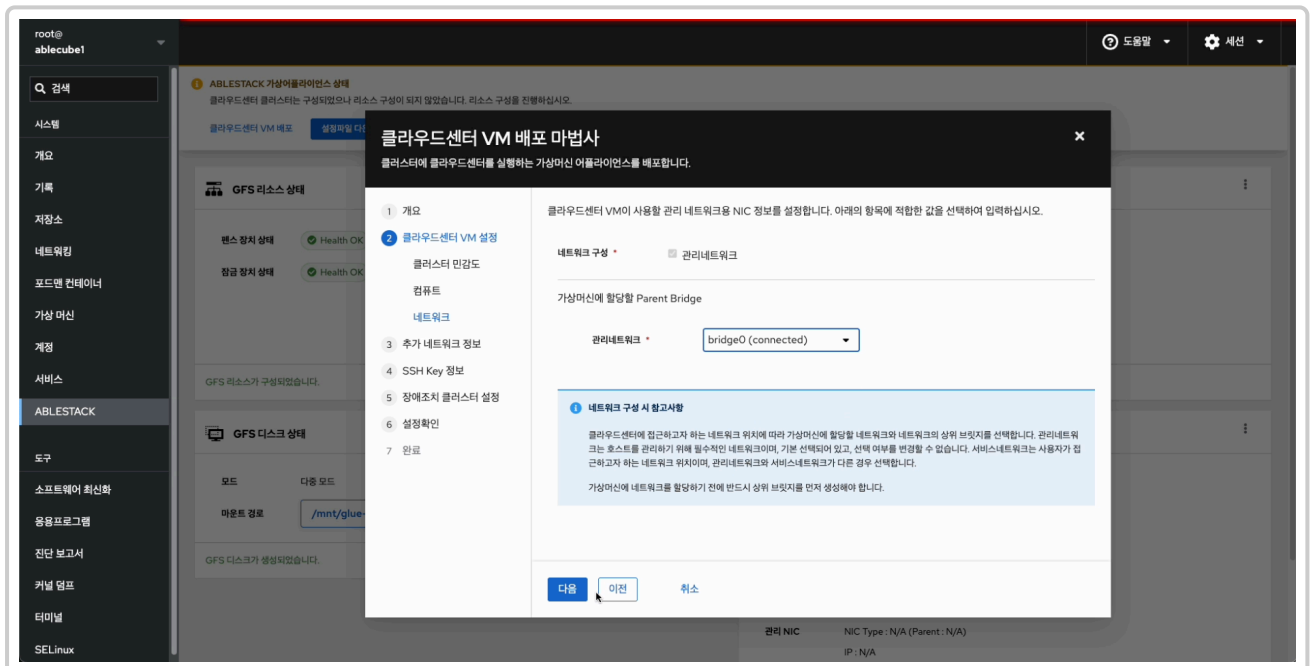 root@
ablecube1
도움말
세션
검색
시스템
개요
기록
저장소
네트워킹
포드맨 컨테이너
가상 머신
계정
서비스
ABLESTACK
도구
소프트웨어 최신화
응용프로그램
진단 보고서
커널 덤프
터미널
SELinux
ABLESTACK 가상어플라이언스 상태
클라우드센터 클러스터는 구성되었으나 리소스 구성이 되지 않았습니다. 리소스 구성을 진행하십시오.
클라우드센터 VM 배포
설정파일 다운
GFS 리소스 상태
펜스 장치 상태
Health OK
잠금 장치 상태
Health OK
GFS 리소스가 구성되었습니다.
GFS 디스크 상태
모드
다중 모드
마운트 경로
/mnt/glue-
GFS 디스크가 생성되었습니다.
클라우드센터 VM 배포 마법사
클러스터에 클라우드센터를 실행하는 가상머신 어플라이언스를 배포합니다.
1 개요
2 클라우드센터 VM 설정
클러스터 민감도
컴퓨트
네트워크
3 추가 네트워크 정보
4 SSH Key 정보
5 장애조치 클러스터 설정
6 설정확인
7 완료
클라우드센터 VM이 사용할 관리 네트워크용 NIC 정보를 설정합니다. 아래의 항목에 적합한 값을 선택하여 입력하십시오.
네트워크 구성 *
관리네트워크
가상머신에 할당할 Parent Bridge
관리네트워크 *
bridge0 (connected)
네트워크 구성 시 참고사항
클라우드센터에 접근하고자 하는 네트워크 위치에 따라 가상머신에 할당할 네트워크와 네트워크의 상위 브릿지를 선택합니다. 관리네트워
크는 호스트를 관리하기 위해 필수적인 네트워크이며, 기본 선택되어 있고, 선택 여부를 변경할 수 없습니다. 서비스네트워크는 사용자가 접
근하고자 하는 네트워크 위치이며, 관리네트워크와 서비스네트워크가 다른 경우 선택합니다.
가상머신에 네트워크를 할당하기 전에 반드시 상위 브릿지를 먼저 생성해야 합니다.
다음
이전
취소
관리 NIC
NIC Type : N/A (Parent : N/A)
IP : N/A